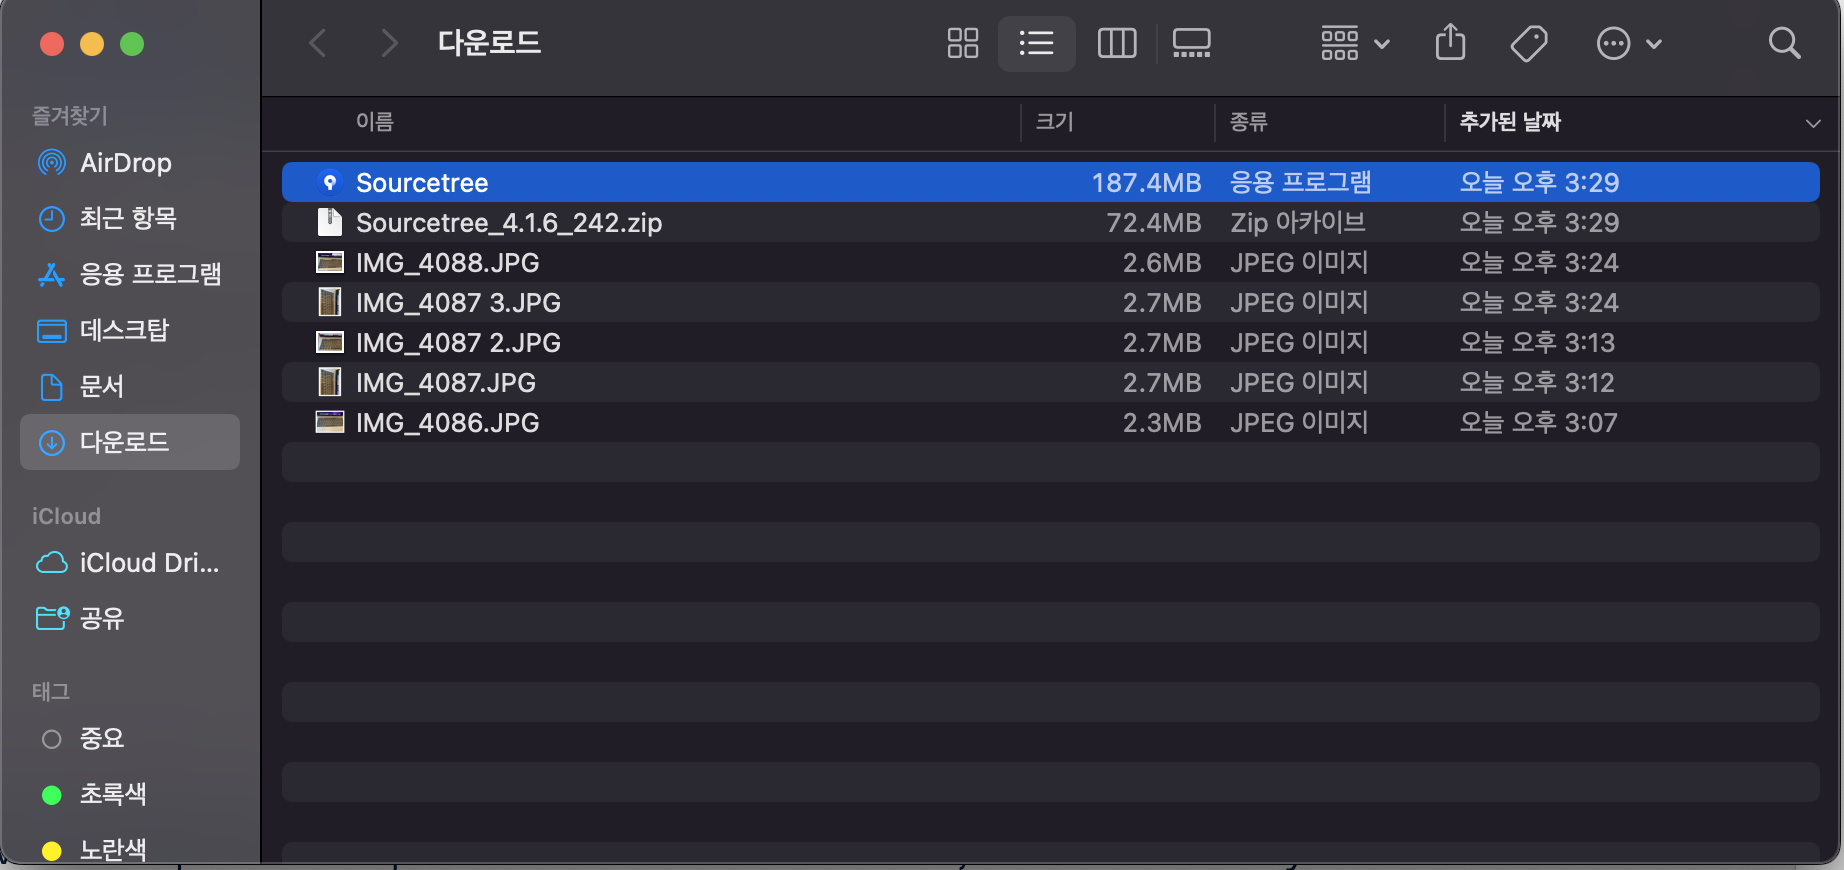 다운로드
즐겨찾기
AirDrop
최근 항목
응용 프로그램
데스크탑
문서
다운로드
iCloud
iCloud Dri...
공유
태그
중요
초록색
노란색
이름 크기 종류 추가된 날짜
Sourcetree 187.4MB 응용 프로그램 오늘 오후 3:29
Sourcetree_4.1.6_242.zip 72.4MB Zip 아카이브 오늘 오후 3:29
IMG_4088.JPG 2.6MB JPEG 이미지 오늘 오후 3:24
IMG_4087 3.JPG 2.7MB JPEG 이미지 오늘 오후 3:24
IMG_4087 2.JPG 2.7MB JPEG 이미지 오늘 오후 3:13
IMG_4087.JPG 2.7MB JPEG 이미지 오늘 오후 3:12
IMG_4086.JPG 2.3MB JPEG 이미지 오늘 오후 3:07